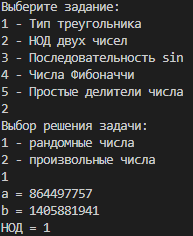 Выберите задание:
1 - Тип треугольника
2 - НОД двух чисел
3 - Последовательность sin
4 - Числа Фибоначчи
5 - Простые делители числа
2
Выбор решения задачи:
1 - рандомные числа
2 - произвольные числа
1
a = 864497757
b = 1405881941
НОД = 1